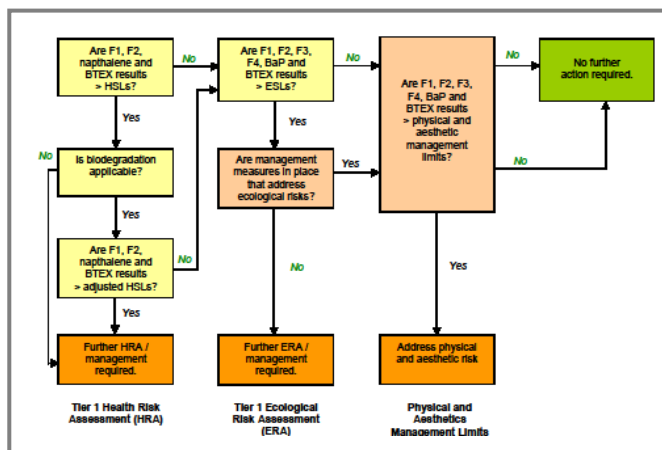 Are F1, F2,
napthalene and
BTEX results
> HSLs?
No
Are F1, F2, F3,
F4, BaP and
BTEX results
> ESLs?
No
Are F1, F2, F3,
F4, BaP and
BTEX results
> physical and
aesthetic
management
limits?
No
No further
action required.
Yes
Yes
No
No
Is biodegradation
applicable?
No
Are management
measures in place
that address
ecological risks?
Yes
Yes
Are F1, F2,
napthalene and
BTEX results
> adjusted HSLs?
No
No
Yes
Yes
Further HRA /
management
required.
Further ERA /
management
required.
Address physical
and aesthetic risk
Tier 1 Health Risk
Assessment (HRA)
Tier 1 Ecological
Risk Assessment
(ERA)
Physical and
Aesthetics
Management Limits